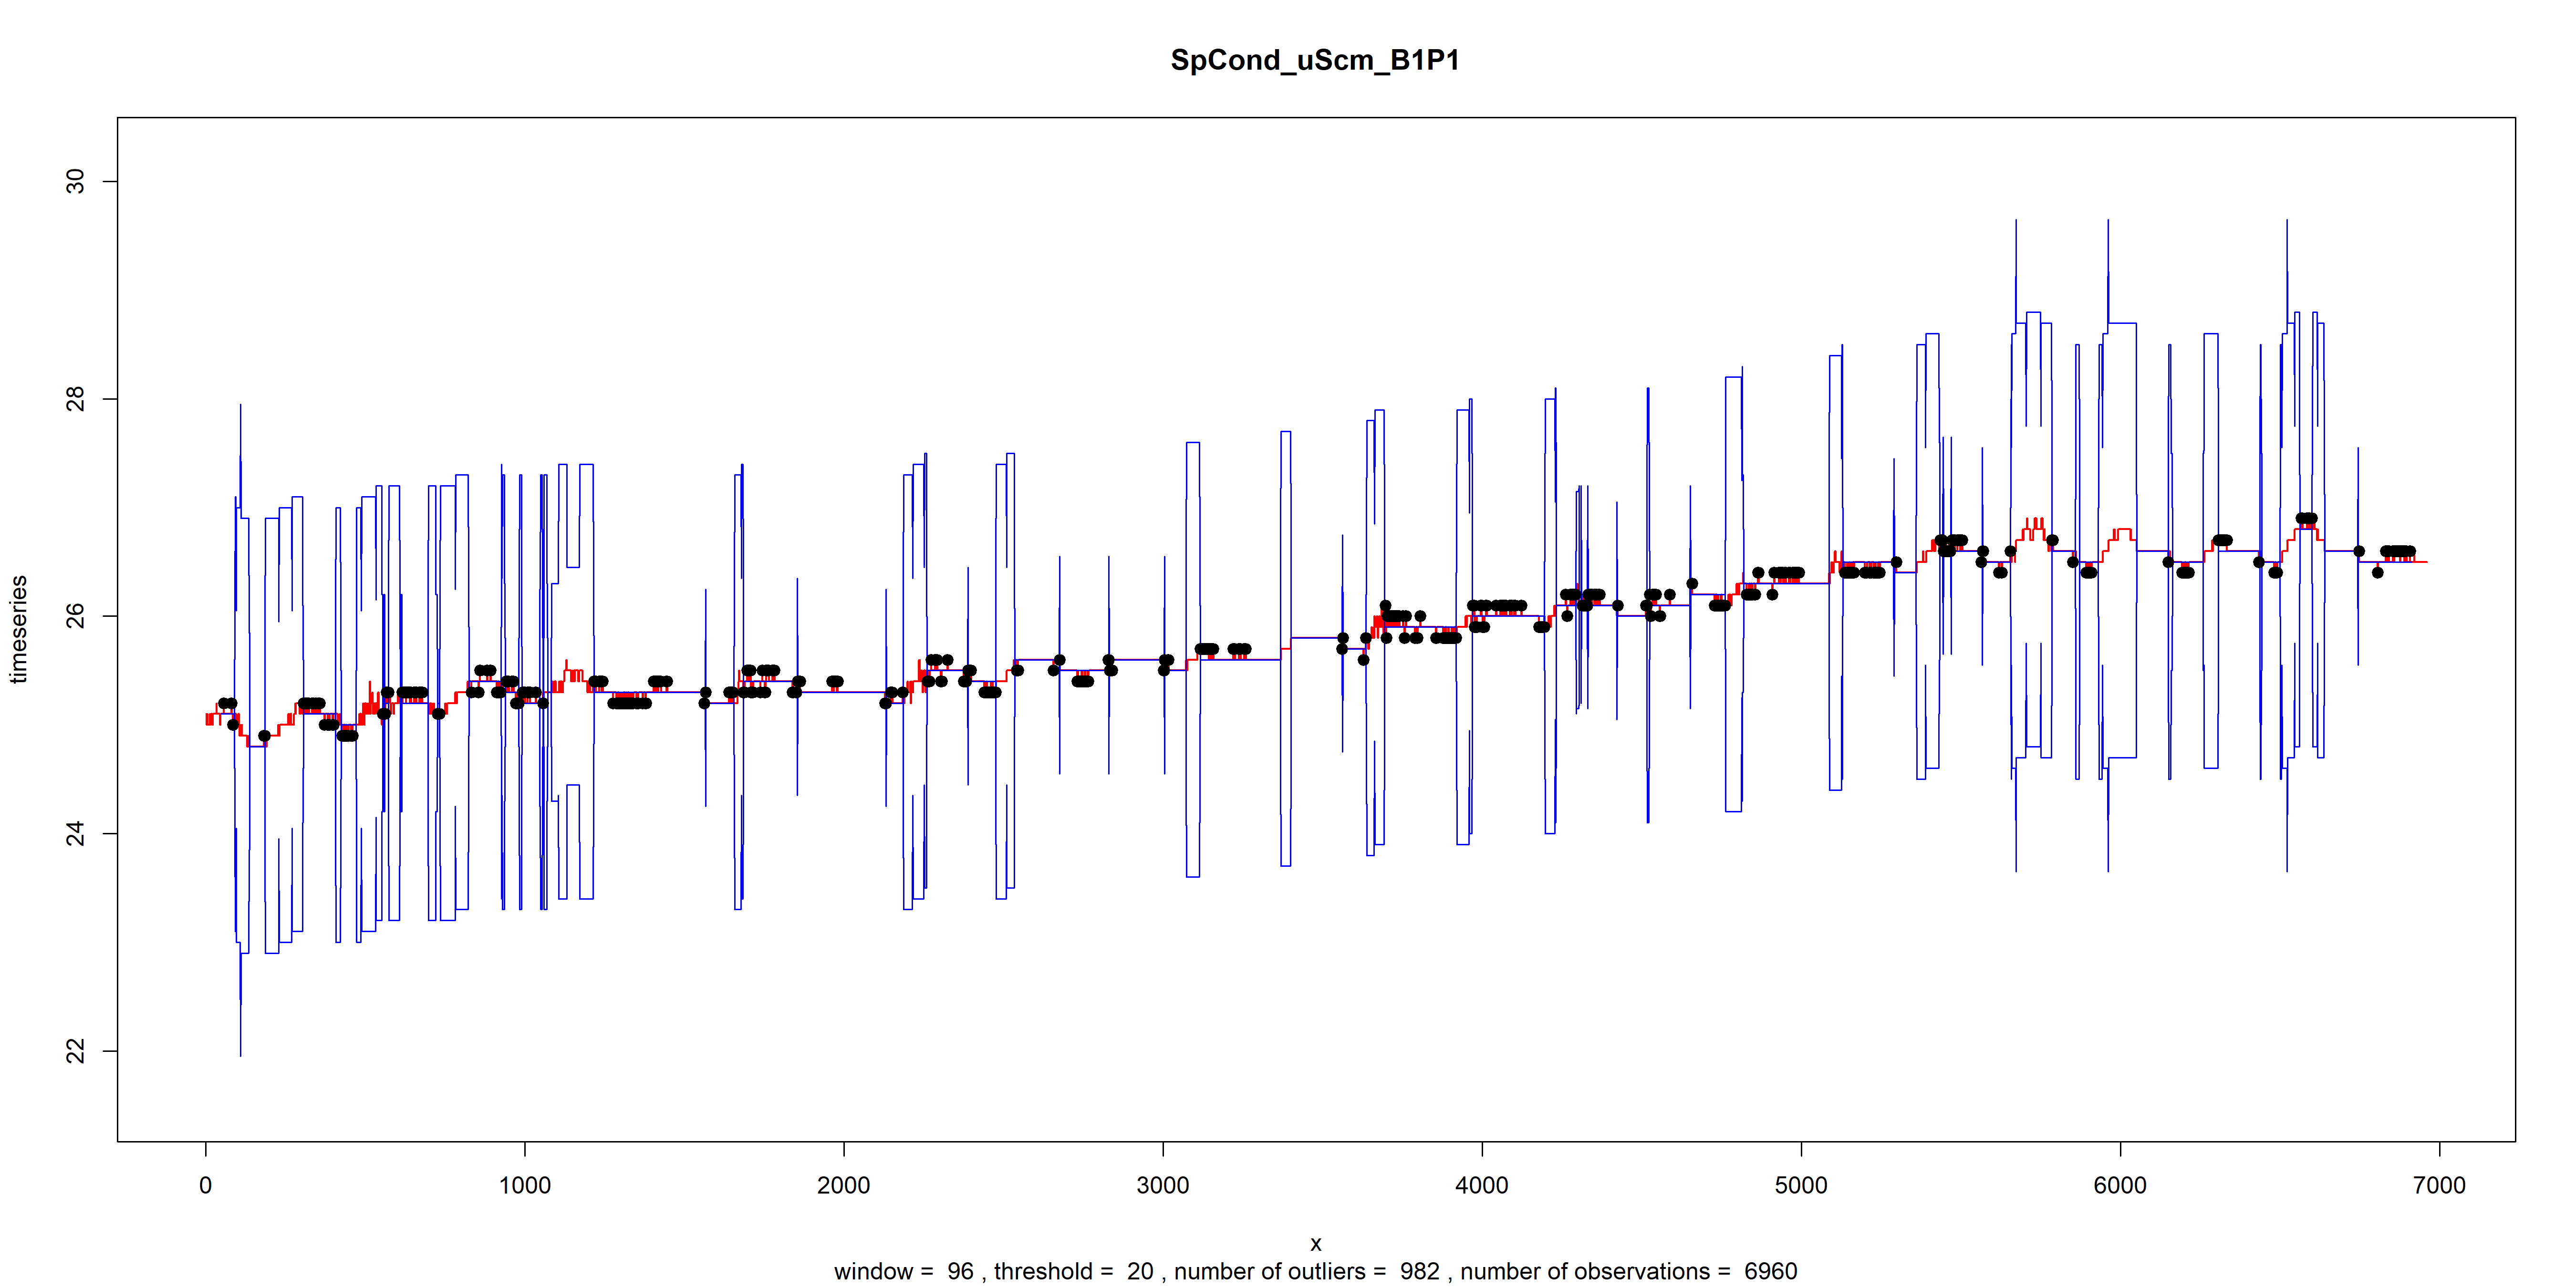 SpCond_uScm_B1P1
timeseries
30
28
26
24
22
0 1000 2000 3000 4000 5000 6000 7000
x
window = 96 , threshold = 20 , number of outliers = 982 , number of observations = 6960